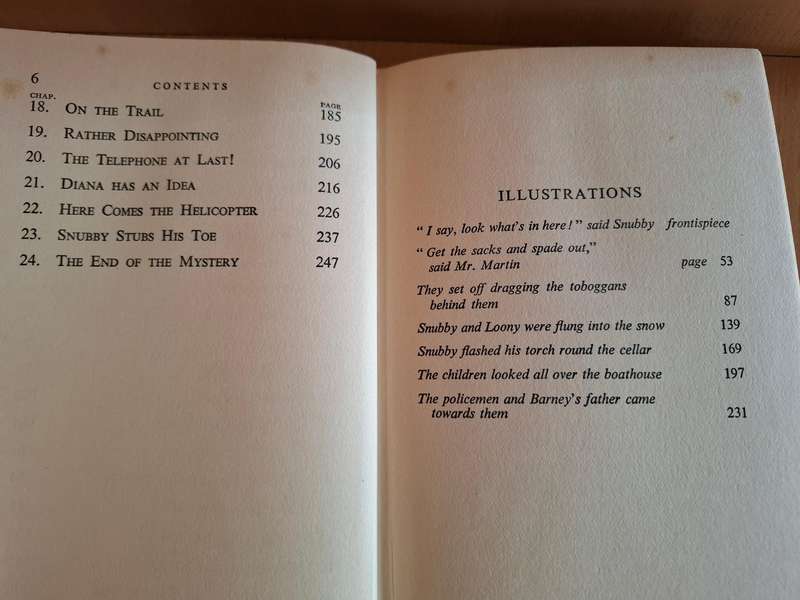 6
CONTENTS
CHAP. PAGE
18. ON THE TRAIL 185
19. RATHER DISAPPOINTING 195
20. THE TELEPHONE AT LAST! 206
21. DIANA HAS AN IDEA 216
22. HERE COMES THE HELICOPTER 226
23. SNUBBY STUBS HIS TOE 237
24. THE END OF THE MYSTERY 247
ILLUSTRATIONS
“ I say, look what's in here! ” said Snubby frontispiece
“ Get the sacks and spade out,”
said Mr. Martin page 53
They set off dragging the toboggans
behind them 87
Snubby and Loony were flung into the snow 139
Snubby flashed his torch round the cellar 169
The children looked all over the boathouse 197
The policemen and Barney's father came
towards them 231